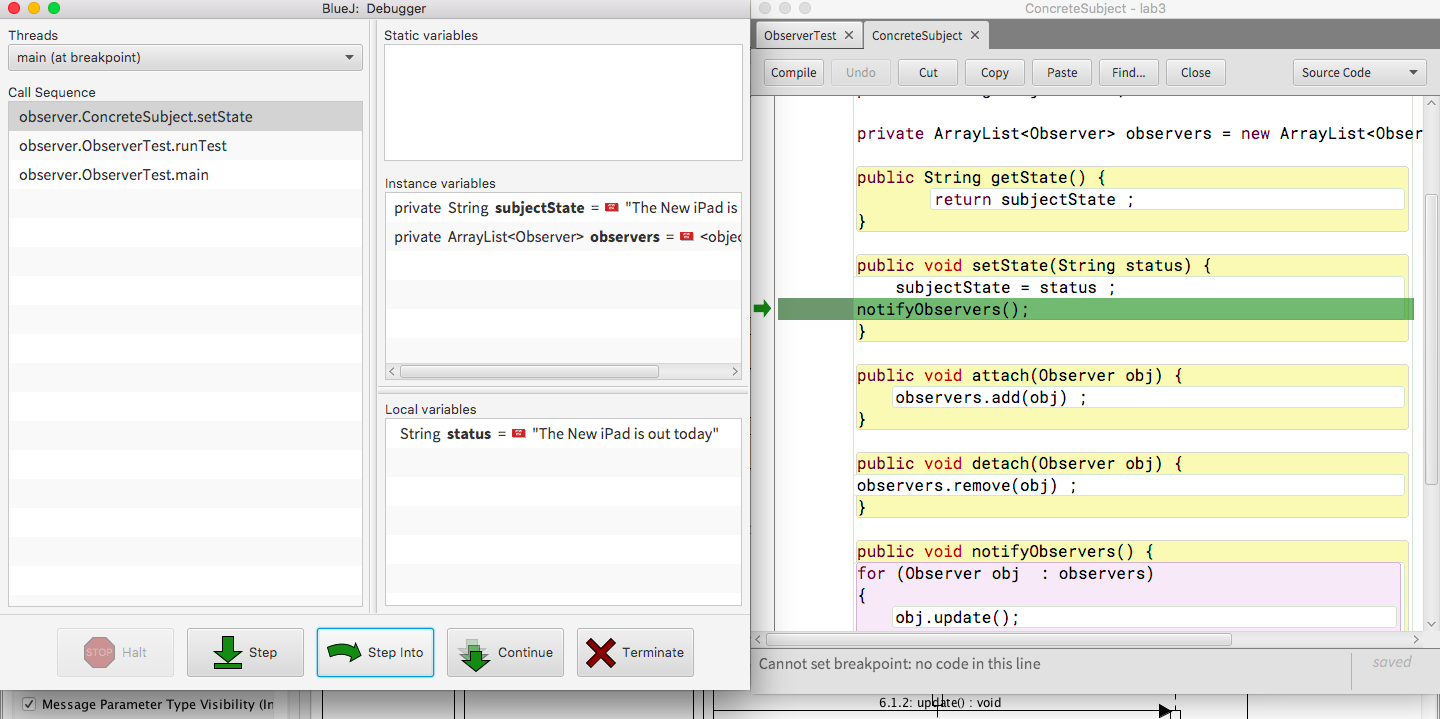 BlueJ: Debugger
Threads
main (at breakpoint)
Call Sequence
observer.ConcreteSubject.setState
observer.ObserverTest.runTest
observer.ObserverTest.main
Static variables
Instance variables
private String subjectState = "The New iPad is
private ArrayList<Observer> observers = <objec
Local variables
String status = "The New iPad is out today"
STOP Halt
Step
Step Into
Continue
Terminate
Message Parameter Type Visibility (In
ConcreteSubject - lab3
ObserverTest
ConcreteSubject
Compile
Undo
Cut
Copy
Paste
Find...
Close
Source Code
private ArrayList<Observer> observers = new ArrayList<Obser
public String getState() {
return subjectState ;
}
public void setState(String status) {
subjectState = status ;
notifyObservers();
}
public void attach(Observer obj) {
observers.add(obj) ;
}
public void detach(Observer obj) {
observers.remove(obj) ;
}
public void notifyObservers() {
for (Observer obj  : observers)
{
obj.update();
Cannot set breakpoint: no code in this line
saved
6.1.2: update() : void